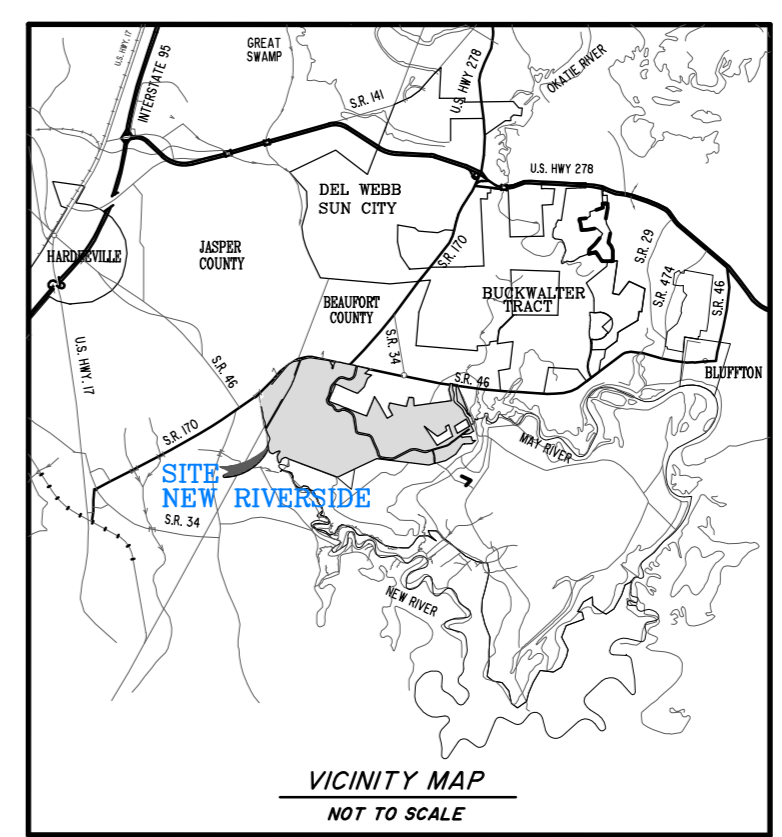 U.S. HWY. 17
INTERSTATE 95
GREAT
SWAMP
S.R. 141
U.S. HWY 278
OKATIE RIVER
U.S. HWY 278
DEL WEBB
SUN CITY
HARDEEVILLE
JASPER
COUNTY
S.R. 170
S.R. 29
S.R. 474
S.R. 46
BEAUFORT
COUNTY
BUCKWALTER
TRACT
S.R. 34
U.S. HWY. 17
S.R. 46
S.R. 46
BLUFFTON
S.R. 170
MAY RIVER
SITE
NEW RIVERSIDE
S.R. 34
NEW RIVER
VICINITY MAP
NOT TO SCALE